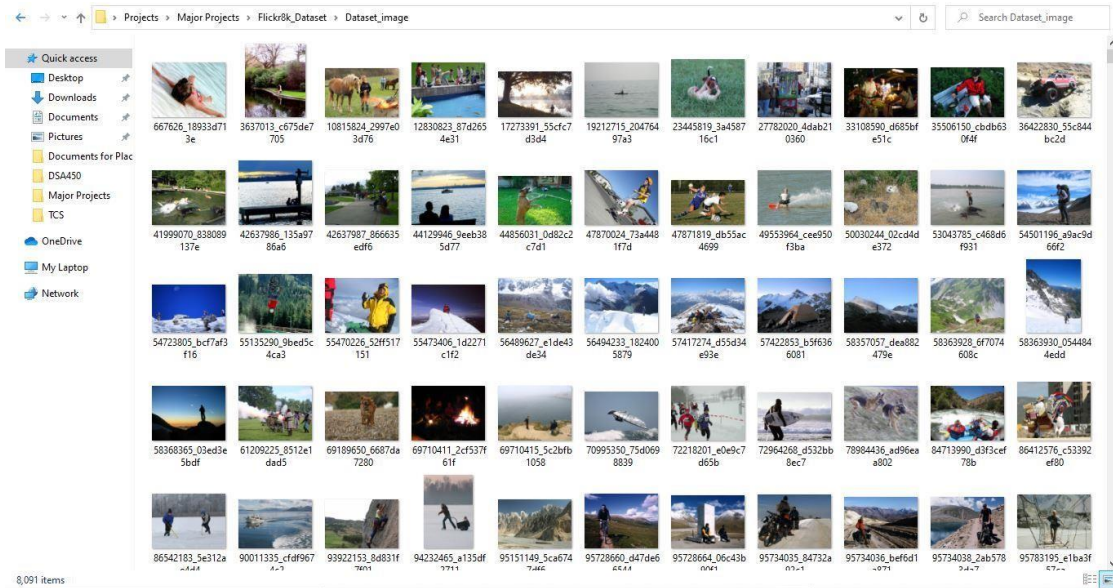 Projects > Major Projects > Flickr8k_Dataset > Dataset_image
Search Dataset_image
Quick access
Desktop
Downloads
Documents
Pictures
Documents for Plac
DSA450
Major Projects
TCS
OneDrive
My Laptop
Network
667626_18933d71
3e
3637013_c675de7
705
10815824_2997e0
3d76
12830823_87d265
4e31
17273391_55cfc7
d3d4
19212715_204764
97a3
23445819_3a4587
16c1
27782020_4dab21
0360
33108590_d685bf
e51c
35506150_cbdb63
0f4f
36422830_55c844
bc2d
41999070_838089
137e
42637986_135a97
86a6
42637987_866635
edf6
44129946_9eeb38
5d77
44856031_0d82c2
c7d1
47870024_73a448
1f7d
47871819_db55ac
4699
49553964_cee950
f3ba
50030244_02cd4d
e372
53043785_c468d6
f931
54501196_a9ac9d
66f2
54723805_bcf7af3
f16
55135290_9bed5c
4ca3
55470226_52ff517
151
55473406_1d2271
c1f2
56489627_e1de43
de34
56494233_182400
5879
57417274_d55d34
e93e
57422853_b5f636
6081
58357057_dea882
479e
58363928_6f7074
608c
58363930_054484
4edd
58368365_03ed3e
5bdf
61209225_8512e1
dad5
69189650_6687da
7280
69710411_2cf537f
61f
69710415_5c2bfb
1058
70995350_75d069
8839
72218201_e0e9c7
d65b
72964268_d532bb
8ec7
78984436_ad96ea
a802
84713990_d3f3cef
78b
86412576_c53392
ef80
86542183_5e312a
90011335_cfdf967
93922153_8d831f
94232465_a135df
95151149_5ca674
95728660_d47de6
95728664_06c43b
95734035_84732a
95734036_bef6d1
95734038_2ab578
95783195_e1ba3f
8,091 items